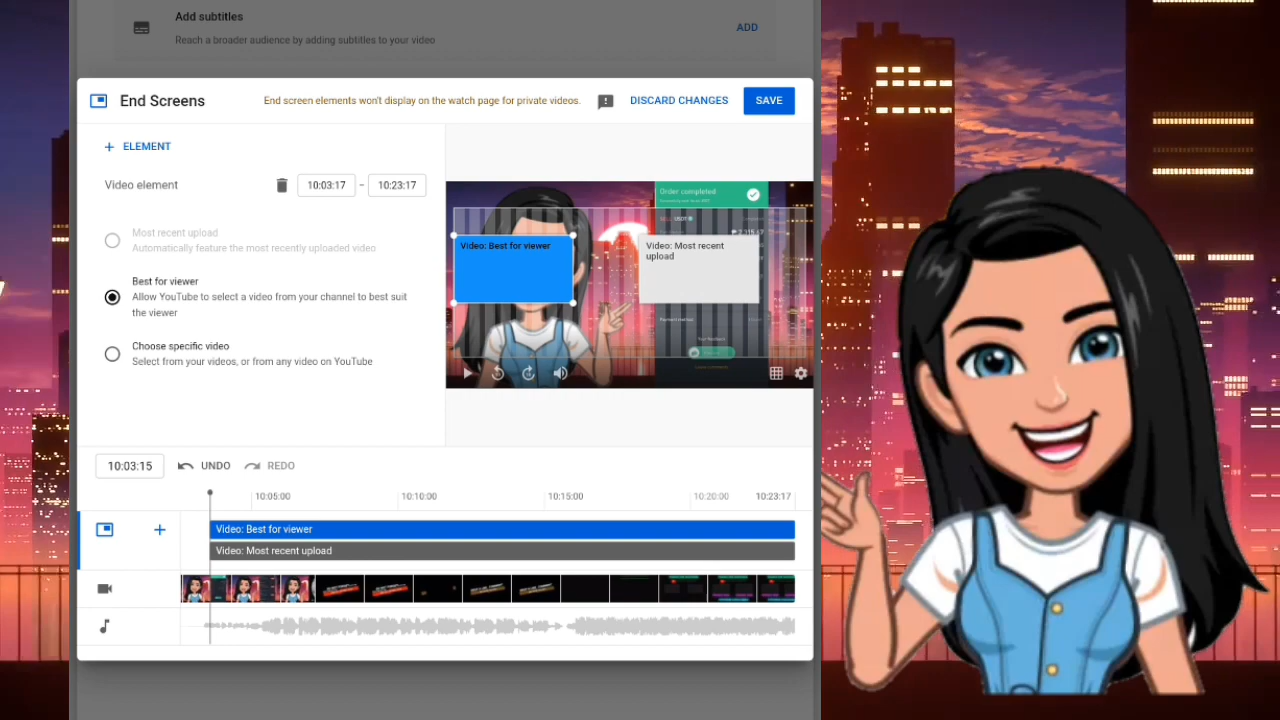 Add subtitles
Reach a broader audience by adding subtitles to your video
ADD
End Screens
End screen elements won't display on the watch page for private videos.
DISCARD CHANGES
SAVE
+ ELEMENT
Video element
10:03:17 - 10:23:17
Most recent upload
Automatically feature the most recently uploaded video
Best for viewer
Allow YouTube to select a video from your channel to best suit
the viewer
Choose specific video
Select from your videos, or from any video on YouTube
Order completed
Video: Best for viewer
Video: Most recent
upload
10:03:15
UNDO
REDO
10:05:00
10:10:00
10:15:00
10:20:00
10:23:17
Video: Best for viewer
Video: Most recent upload